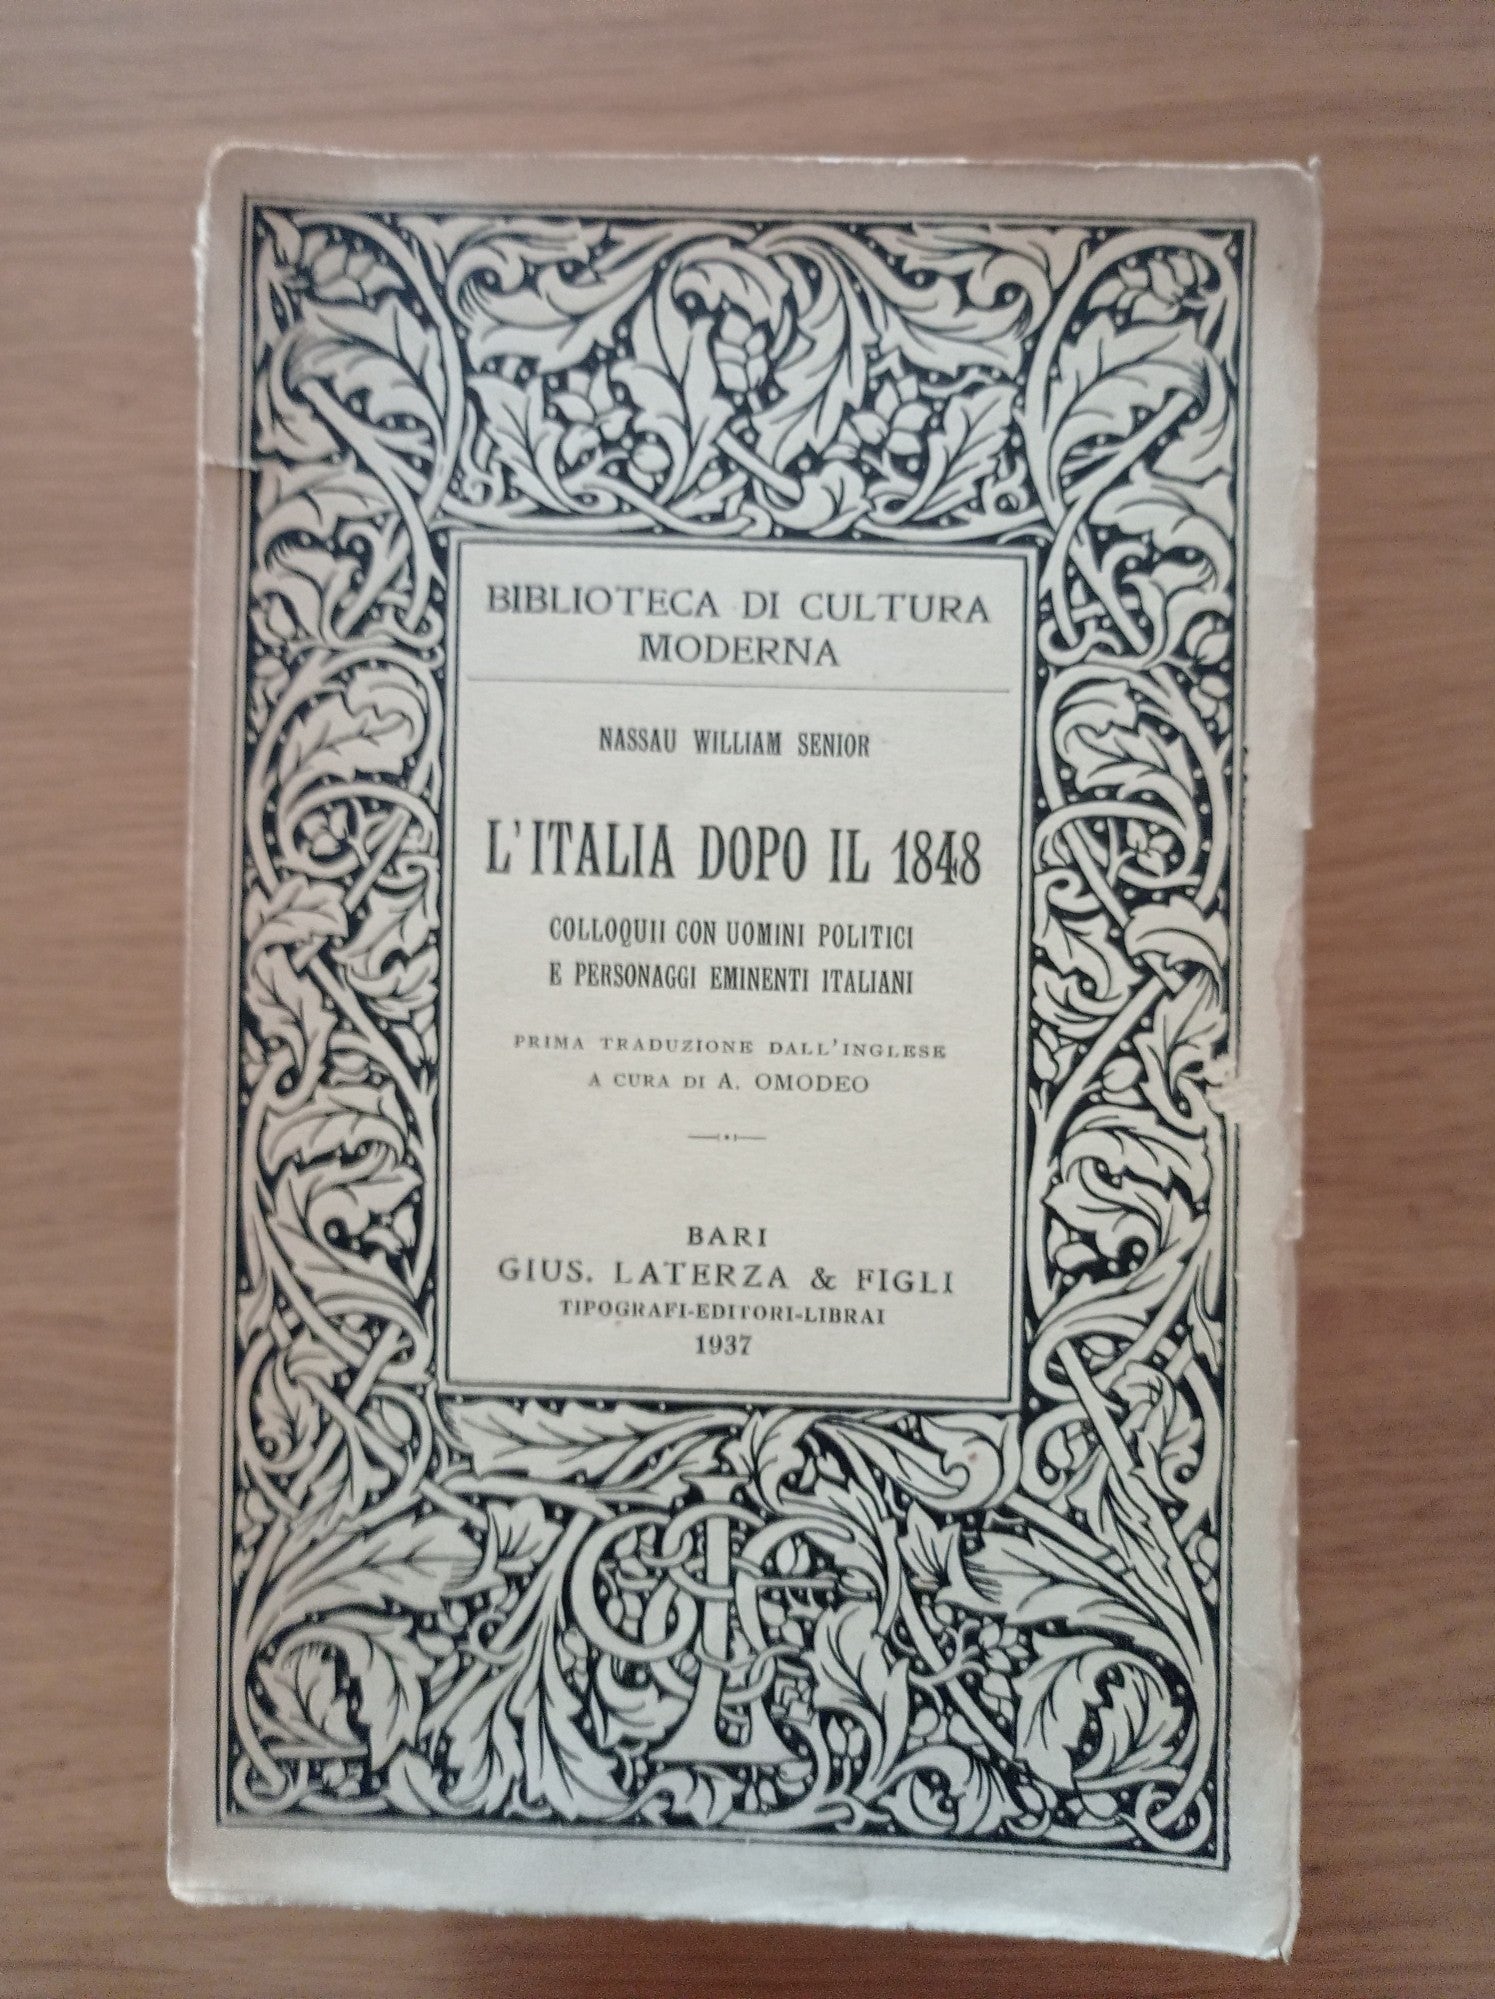 BIBLIOTECA DI CULTURA
MODERNA
NASSAU WILLIAM SENIOR
L'ITALIA DOPO IL 1848
COLLOQUII CON UOMINI POLITICI
E PERSONAGGI EMINENTI ITALIANI
PRIMA TRADUZIONE DALL'INGLESE
A CURA DI A. OMODEO
BARI
GIUS. LATERZA & FIGLI
TIPOGRAFI-EDITORI-LIBRAI
1937